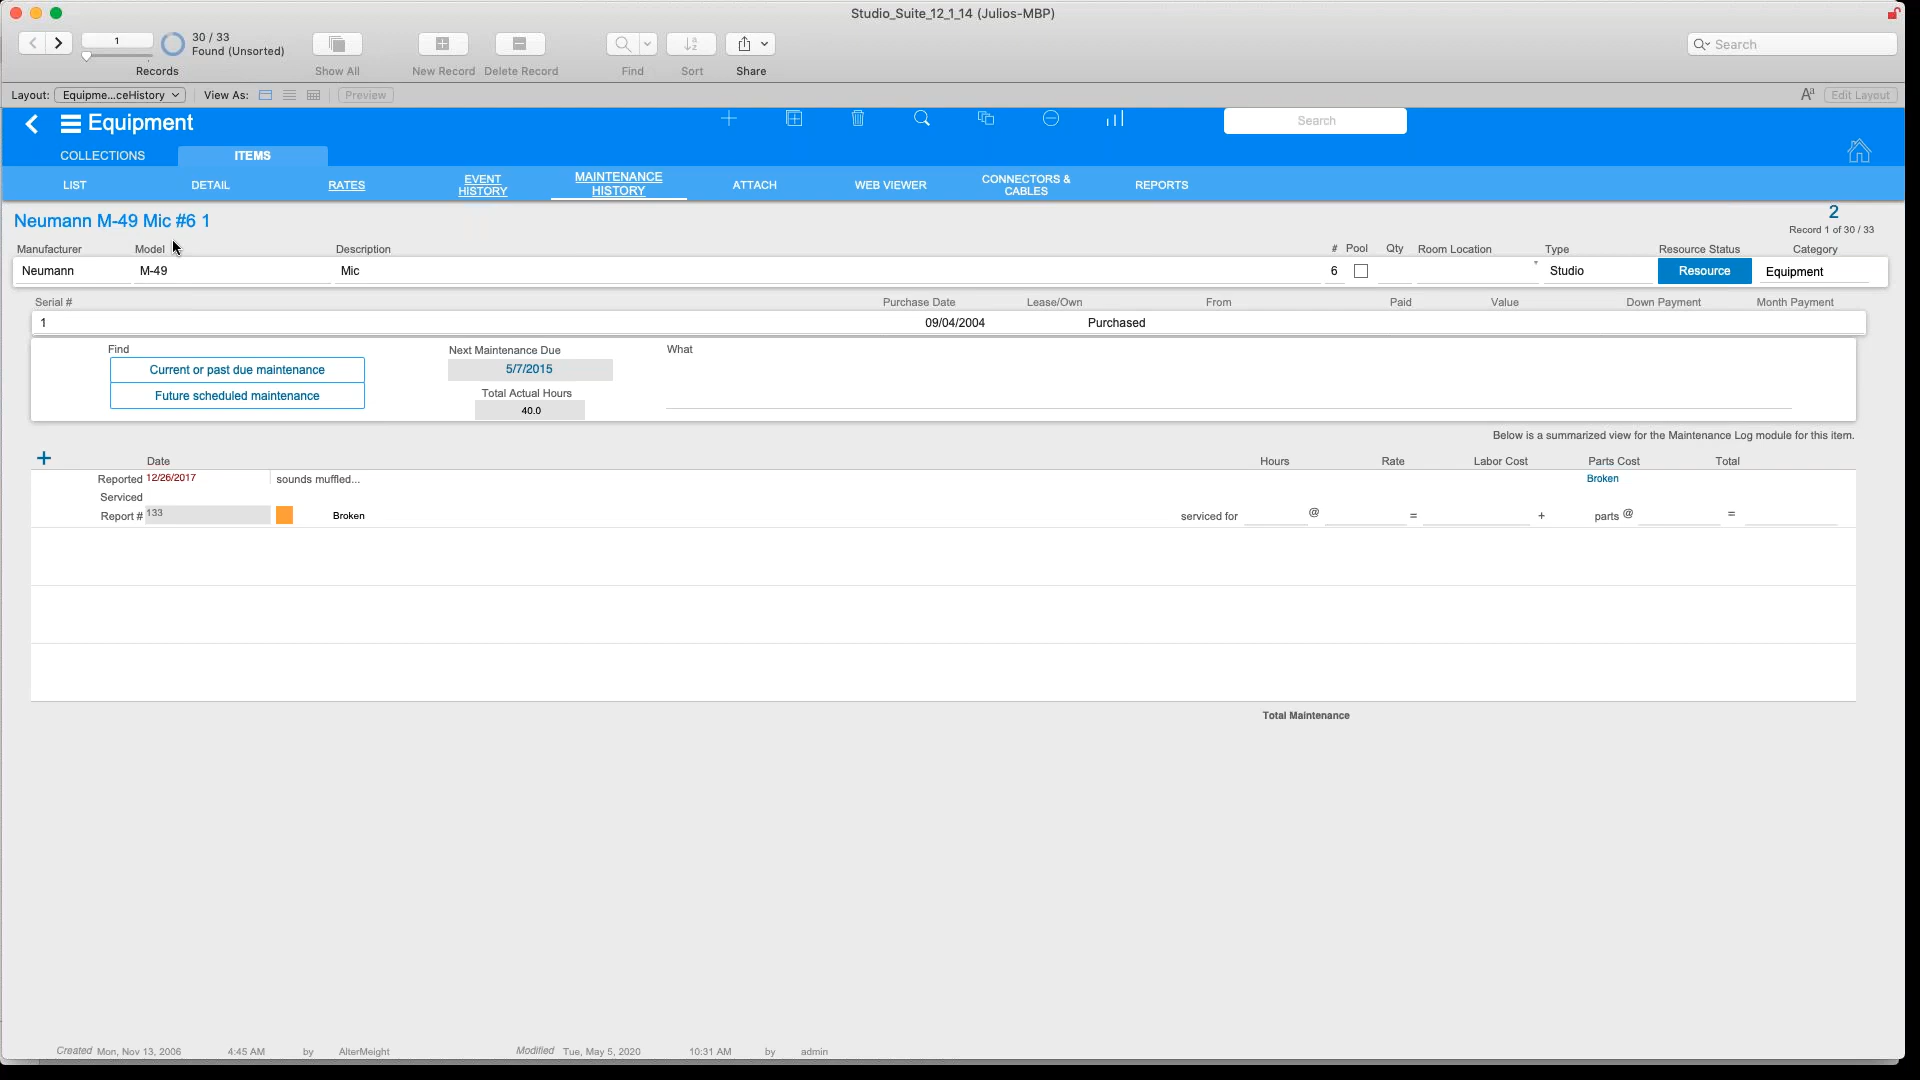 Studio_Suite_12_1_14 (Julios-MBP)
1
30 / 33
Found (Unsorted)
Search
Records
Show All
New Record
Delete Record
Find
Sort
Share
Layout: Equipme...ceHistory
View As:
Preview
Aª
Edit Layout
Equipment
Search
COLLECTIONS
ITEMS
LIST
DETAIL
RATES
EVENT
HISTORY
MAINTENANCE
HISTORY
ATTACH
WEB VIEWER
CONNECTORS &
CABLES
REPORTS
Neumann M-49 Mic #6 1
2
Record 1 of 30 / 33
Manufacturer Model Description # Pool Qty Room Location Type Resource Status Category
Neumann M-49 Mic 6 * Studio Resource Equipment
Serial # Purchase Date Lease/Own From Paid Value Down Payment Month Payment
1 09/04/2004 Purchased
Find
Current or past due maintenance
Future scheduled maintenance
Next Maintenance Due
5/7/2015
Total Actual Hours
40.0
What
Below is a summarized view for the Maintenance Log module for this item.
+ Date Hours Rate Labor Cost Parts Cost Total
Reported 12/26/2017 sounds muffled... Broken
Serviced
Report # 133 Broken serviced for @ = + parts @ =
Total Maintenance
Created Mon, Nov 13, 2006 4:45 AM by AlterMeight Modified Tue, May 5, 2020 10:31 AM by admin